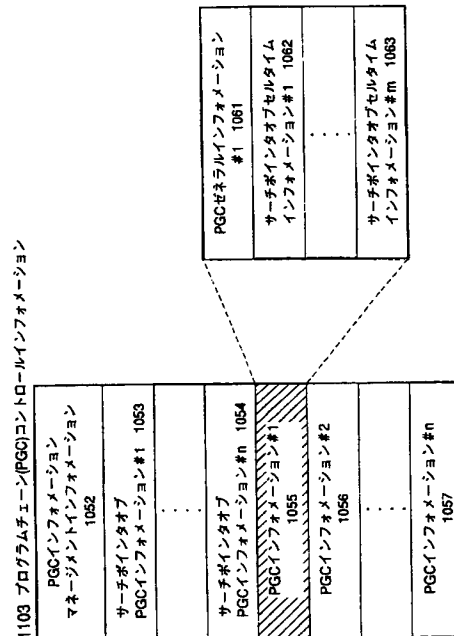 1103 プログラムチェーン(PGC)コントロールインフォメーション
PGCインフォメーション
マネージメントインフォメーション
1052
サーチポインタオブ
PGCインフォメーション#1 1053
·····
サーチポインタオブ
PGCインフォメーション#n 1054
PGCインフォメーション#1
1055
PGCインフォメーション#2
1056
·····
PGCインフォメーション#n
1057
PGCゼネラルインフォメーション
#1 1061
サーチポインタオブセルタイム
インフォメーション#1 1062
·····
サーチポインタオブセルタイム
インフォメーション#m 1063